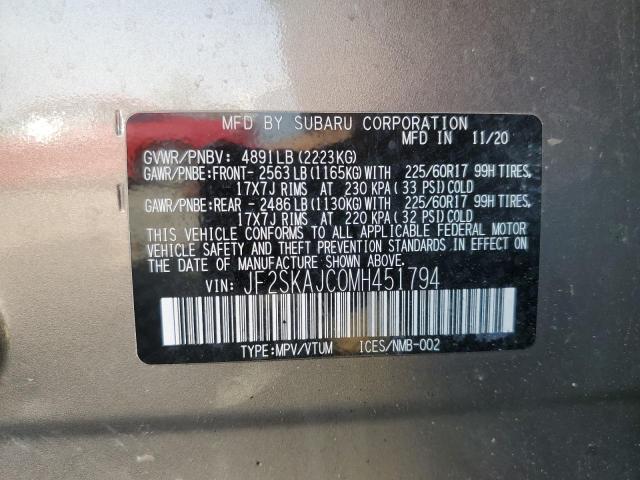 MFD BY SUBARU CORPORATION
MFD IN 11/20
GVWR/PNBV: 4891LB (2223KG)
GAWR/PNBE:FRONT- 2563 LB (1165KG)WITH 225/60R17 99H TIRES,
17X7J RIMS AT 230 KPA ( 33 PSI) COLD
GAWR/PNBE:REAR - 2486 LB (1130KG)WITH 225/60R17 99H TIRES,
17X7J RIMS AT 220 KPA ( 32 PSI) COLD
THIS VEHICLE CONFORMS TO ALL APPLICABLE FEDERAL MOTOR
VEHICLE SAFETY AND THEFT PREVENTION STANDARDS IN EFFECT ON
THE DATE OF MANUFACTURE SHOWN ABOVE.
VIN: JF2SKAJC0MH451794
TYPE:MPV/VTUM ICES/NMB-002